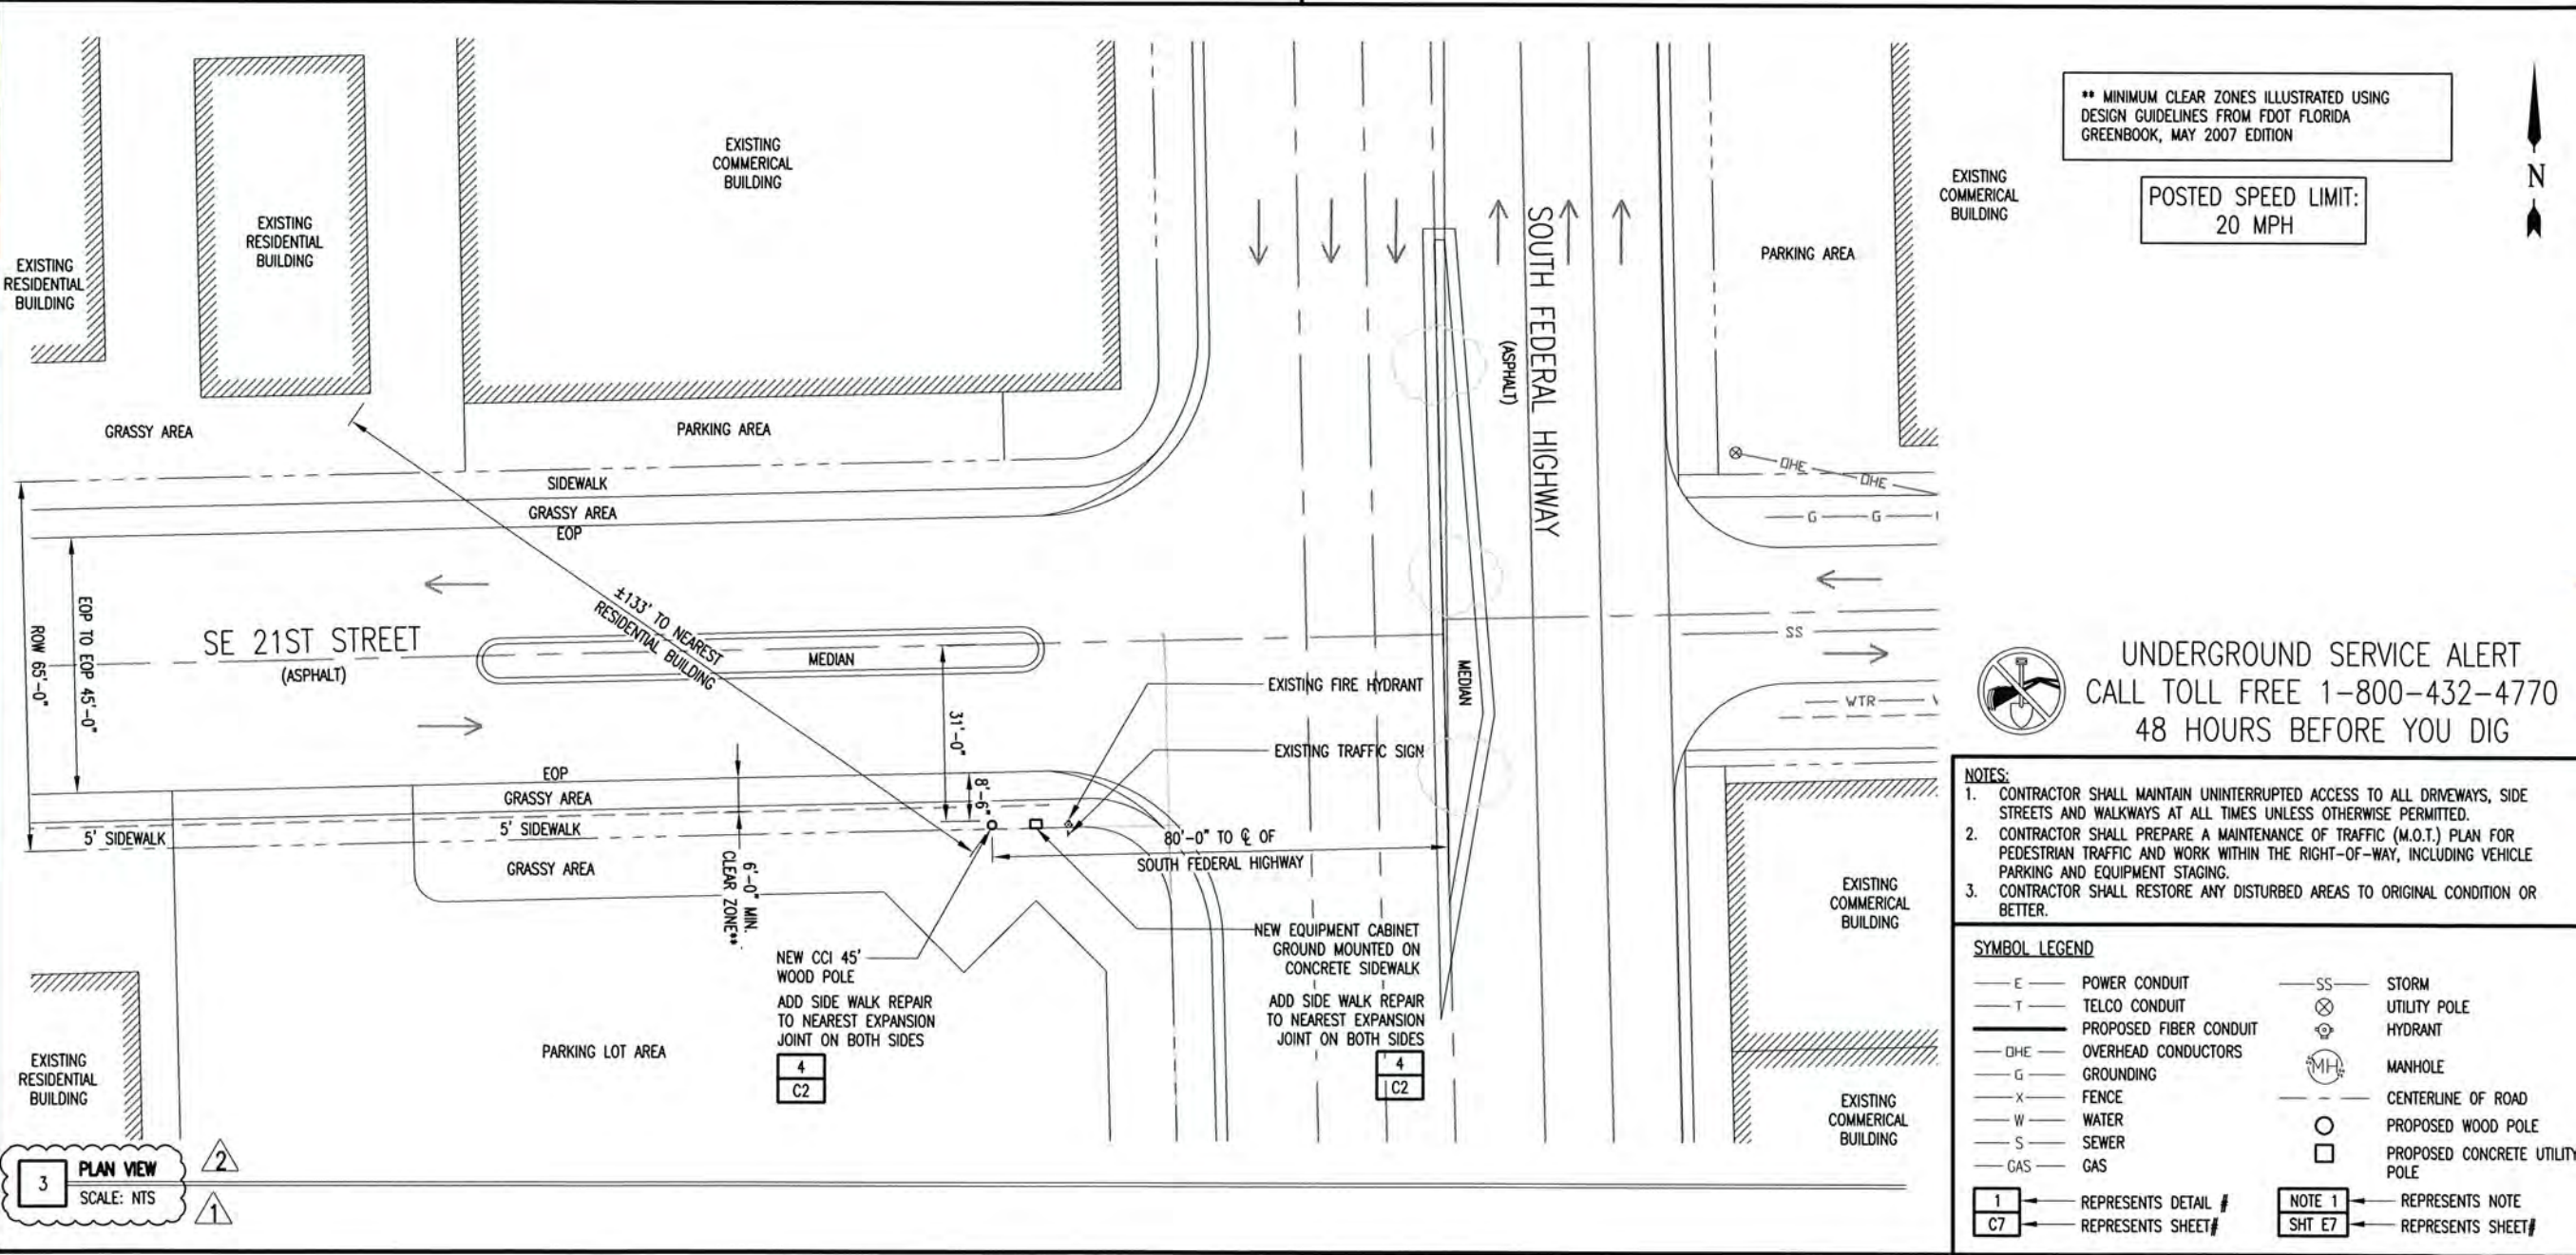 EXISTING
RESIDENTIAL
BUILDING
EXISTING
RESIDENTIAL
BUILDING
EXISTING
COMMERICAL
BUILDING
GRASSY AREA
PARKING AREA
SIDEWALK
GRASSY AREA
EOP
ROW 65'-0"
EOP TO EOP 45'-0"
SE 21ST STREET
(ASPHALT)
±133' TO NEAREST
RESIDENTIAL BUILDING
MEDIAN
31'-0"
8'-6"
EOP
GRASSY AREA
5' SIDEWALK
5' SIDEWALK
GRASSY AREA
6'-0" MIN.
CLEAR ZONE**
EXISTING FIRE HYDRANT
EXISTING TRAFFIC SIGN
80'-0" TO ℄ OF
SOUTH FEDERAL HIGHWAY
NEW CCI 45'
WOOD POLE
ADD SIDE WALK REPAIR
TO NEAREST EXPANSION
JOINT ON BOTH SIDES
4
C2
NEW EQUIPMENT CABINET
GROUND MOUNTED ON
CONCRETE SIDEWALK
ADD SIDE WALK REPAIR
TO NEAREST EXPANSION
JOINT ON BOTH SIDES
4
C2
PARKING LOT AREA
EXISTING
RESIDENTIAL
BUILDING
SOUTH FEDERAL HIGHWAY
(ASPHALT)
MEDIAN
PARKING AREA
EXISTING
COMMERICAL
BUILDING
OHE
OHE
G G
SS
WTR
EXISTING
COMMERICAL
BUILDING
EXISTING
COMMERICAL
BUILDING
3
PLAN VIEW
SCALE: NTS
2
1
** MINIMUM CLEAR ZONES ILLUSTRATED USING
DESIGN GUIDELINES FROM FDOT FLORIDA
GREENBOOK, MAY 2007 EDITION
POSTED SPEED LIMIT:
20 MPH
N
UNDERGROUND SERVICE ALERT
CALL TOLL FREE 1-800-432-4770
48 HOURS BEFORE YOU DIG
NOTES:
1. CONTRACTOR SHALL MAINTAIN UNINTERRUPTED ACCESS TO ALL DRIVEWAYS, SIDE
STREETS AND WALKWAYS AT ALL TIMES UNLESS OTHERWISE PERMITTED.
2. CONTRACTOR SHALL PREPARE A MAINTENANCE OF TRAFFIC (M.O.T.) PLAN FOR
PEDESTRIAN TRAFFIC AND WORK WITHIN THE RIGHT-OF-WAY, INCLUDING VEHICLE
PARKING AND EQUIPMENT STAGING.
3. CONTRACTOR SHALL RESTORE ANY DISTURBED AREAS TO ORIGINAL CONDITION OR
BETTER.
SYMBOL LEGEND
E POWER CONDUIT
T TELCO CONDUIT
PROPOSED FIBER CONDUIT
OHE OVERHEAD CONDUCTORS
G GROUNDING
X FENCE
W WATER
S SEWER
GAS GAS
1 REPRESENTS DETAIL #
C7 REPRESENTS SHEET#
SS STORM
UTILITY POLE
HYDRANT
MH MANHOLE
CENTERLINE OF ROAD
PROPOSED WOOD POLE
PROPOSED CONCRETE UTILITY
POLE
NOTE 1 REPRESENTS NOTE
SHT E7 REPRESENTS SHEET#